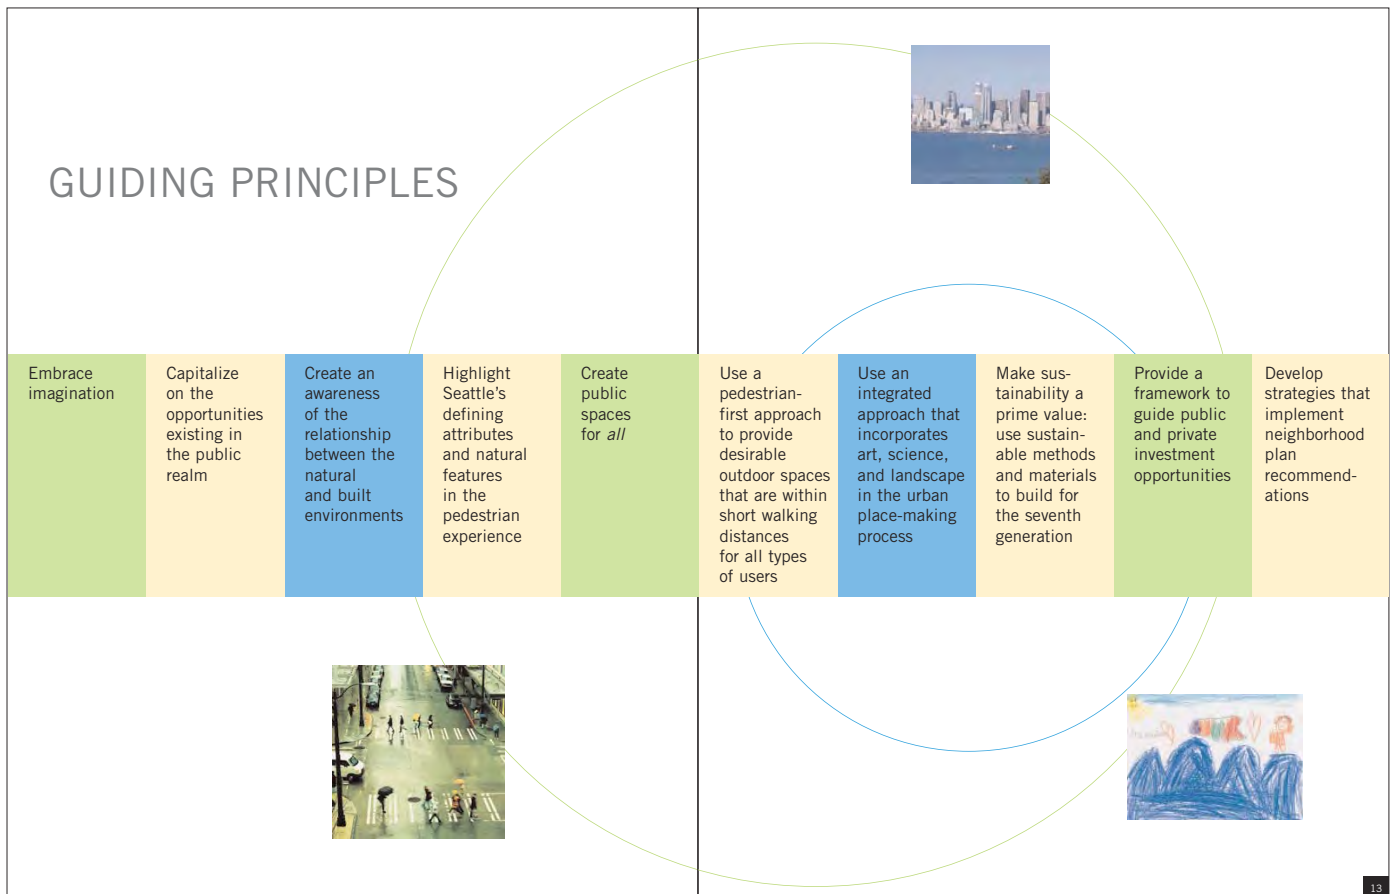 GUIDING PRINCIPLES
Embrace
imagination
Capitalize
on the
opportunities
existing in
the public
realm
Create an
awareness
of the
relationship
between the
natural
and built
environments
Highlight
Seattle's
defining
attributes
and natural
features
in the
pedestrian
experience
Create
public
spaces
for all
Use a
pedestrian-
first approach
to provide
desirable
outdoor spaces
that are within
short walking
distances
for all types
of users
Use an
integrated
approach that
incorporates
art, science,
and landscape
in the urban
place-making
process
Make sus-
tainability a
prime value:
use sustain-
able methods
and materials
to build for
the seventh
generation
Provide a
framework to
guide public
and private
investment
opportunities
Develop
strategies that
implement
neighborhood
plan
recommend-
ations
13